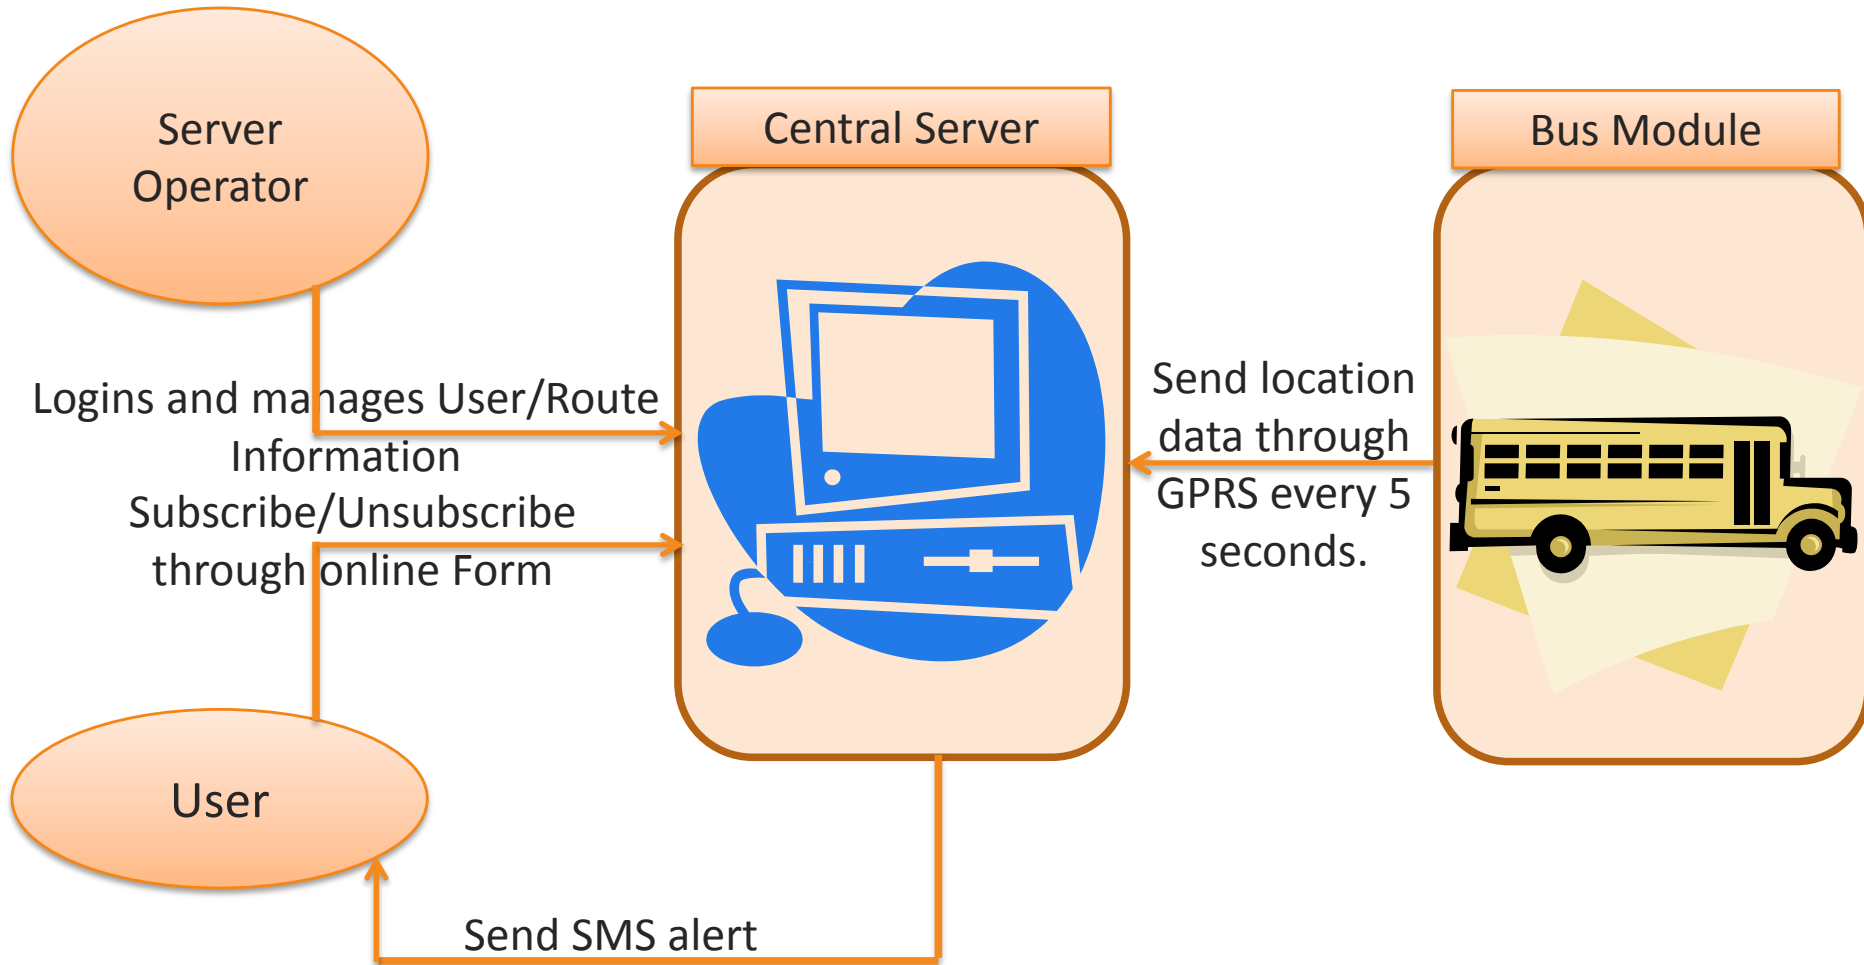 Server
Operator
Central Server
Bus Module
Logins and manages User/Route
Information
Subscribe/Unsubscribe
through online Form
Send location
data through
GPRS every 5
seconds.
User
Send SMS alert